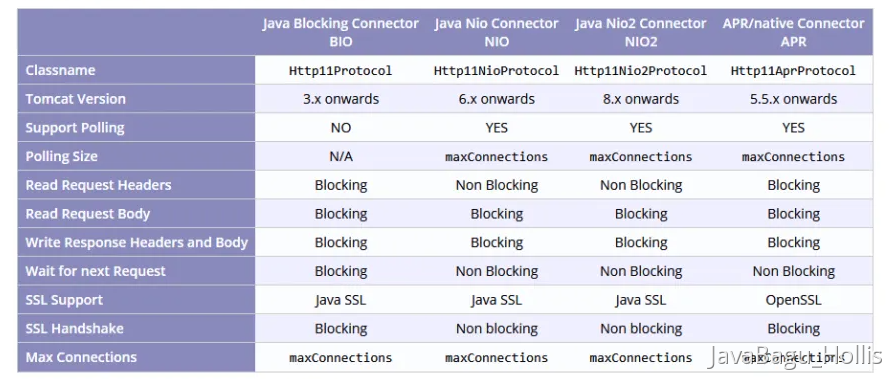 Java Blocking Connector Java Nio Connector Java Nio2 Connector APR/native Connector
BIO NIO NIO2 APR
Classname Http11Protocol Http11NioProtocol Http11Nio2Protocol Http11AprProtocol
Tomcat Version 3.x onwards 6.x onwards 8.x onwards 5.5.x onwards
Support Polling NO YES YES YES
Polling Size N/A maxConnections maxConnections maxConnections
Read Request Headers Blocking Non Blocking Non Blocking Blocking
Read Request Body Blocking Blocking Blocking Blocking
Write Response Headers and Body Blocking Blocking Blocking Blocking
Wait for next Request Blocking Non Blocking Non Blocking Non Blocking
SSL Support Java SSL Java SSL Java SSL OpenSSL
SSL Handshake Blocking Non blocking Non blocking Blocking
Max Connections maxConnections maxConnections maxConnections maxConnections
JavaBagu_Hollis